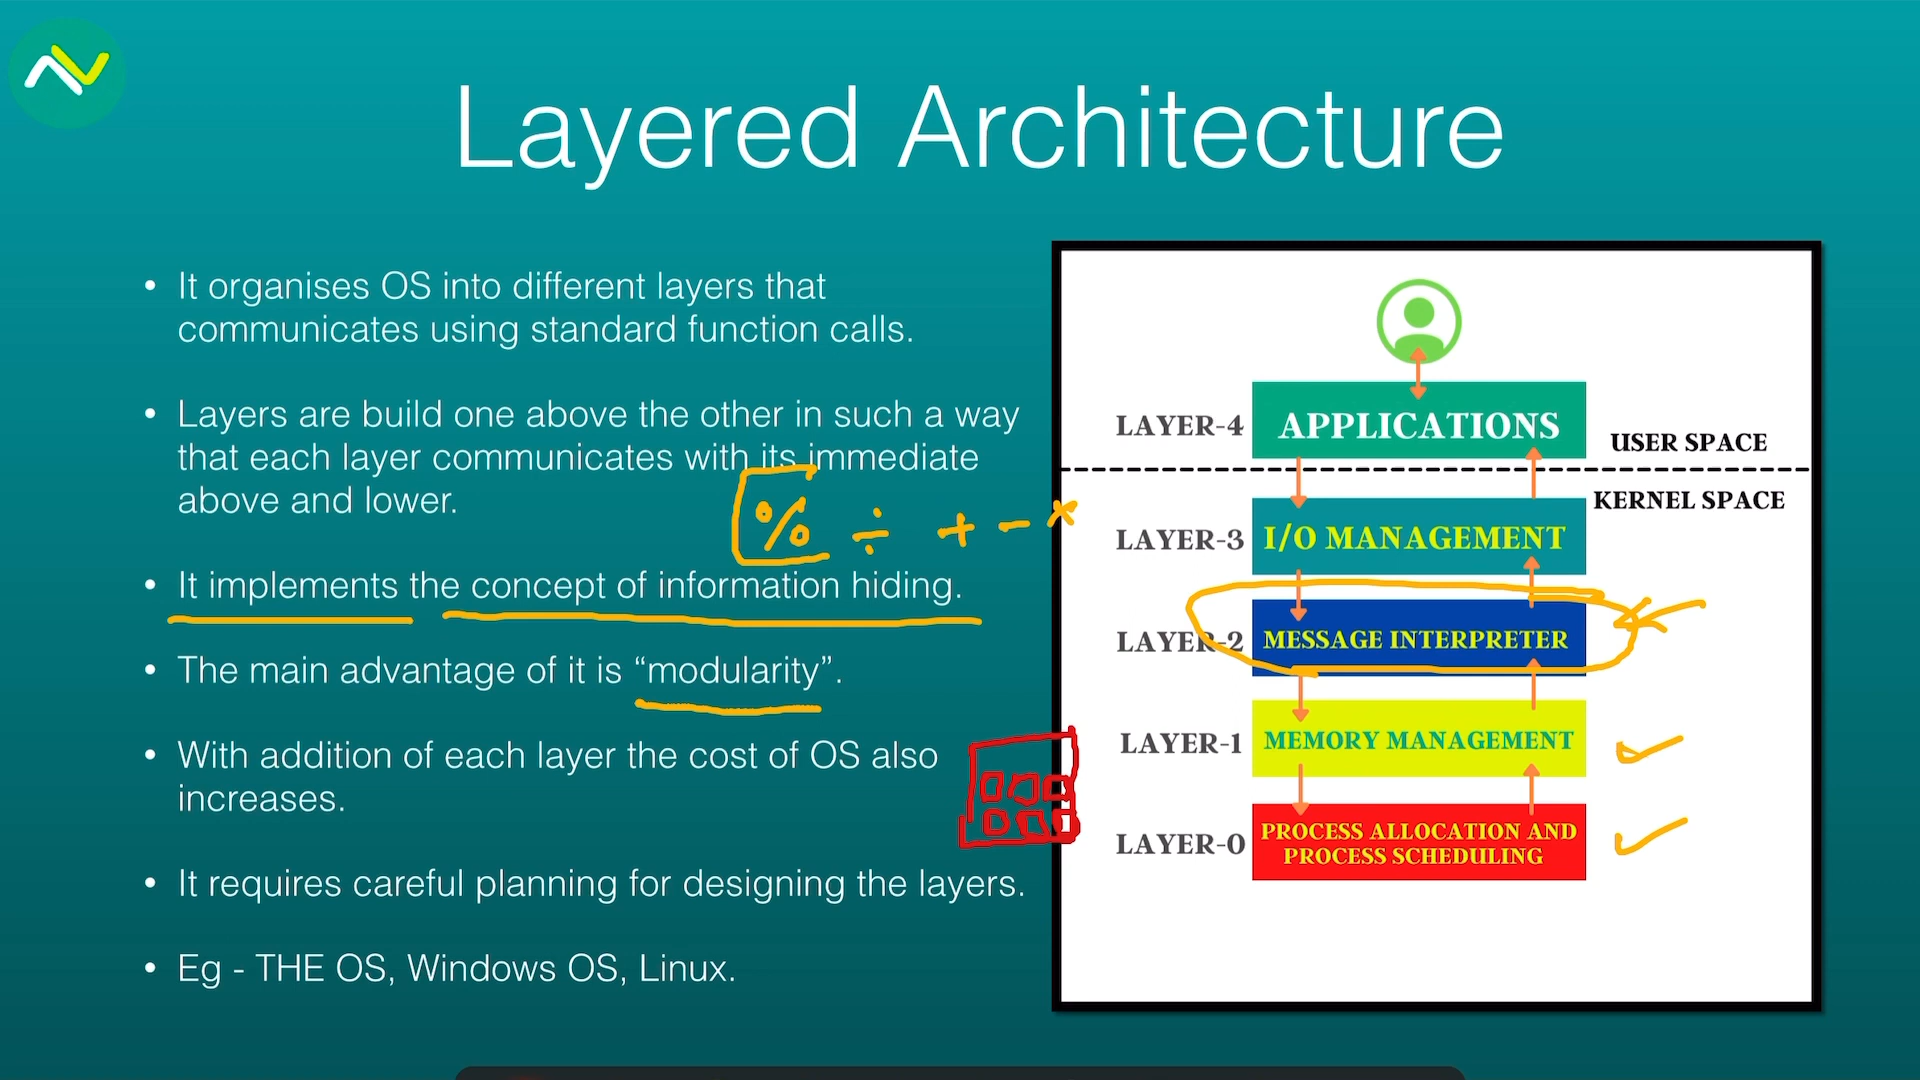 Layered Architecture
• It organises OS into different layers that
communicates using standard function calls.
• Layers are build one above the other in such a way
that each layer communicates with its immediate
above and lower.
% ÷ + - *
• It implements the concept of information hiding.
• The main advantage of it is “modularity”.
• With addition of each layer the cost of OS also
increases.
• It requires careful planning for designing the layers.
• Eg - THE OS, Windows OS, Linux.
LAYER-4 APPLICATIONS
USER SPACE
KERNEL SPACE
LAYER-3 I/O MANAGEMENT
LAYER-2 MESSAGE INTERPRETER
LAYER-1 MEMORY MANAGEMENT
LAYER-0 PROCESS ALLOCATION AND
PROCESS SCHEDULING